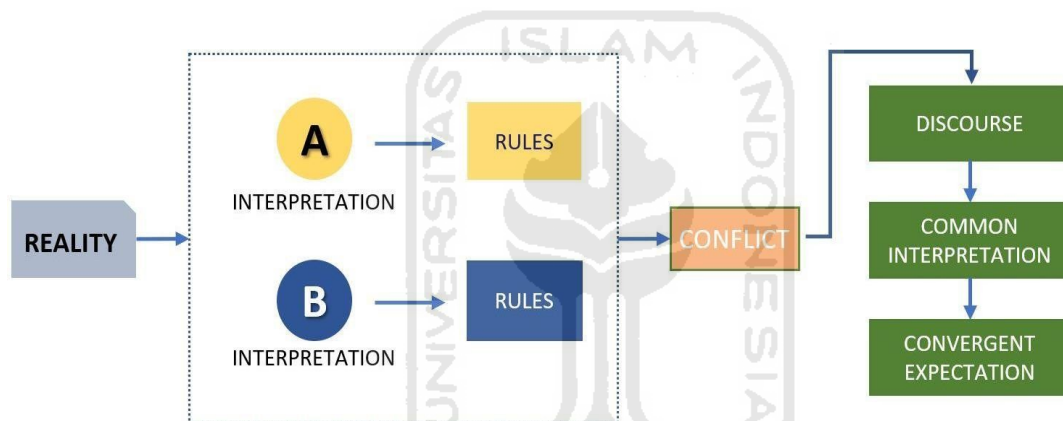 REALITY
A
INTERPRETATION
RULES
B
INTERPRETATION
RULES
CONFLICT
DISCOURSE
COMMON
INTERPRETATION
CONVERGENT
EXPECTATION
UNIVERSITAS
ISLAM
INDONESIA